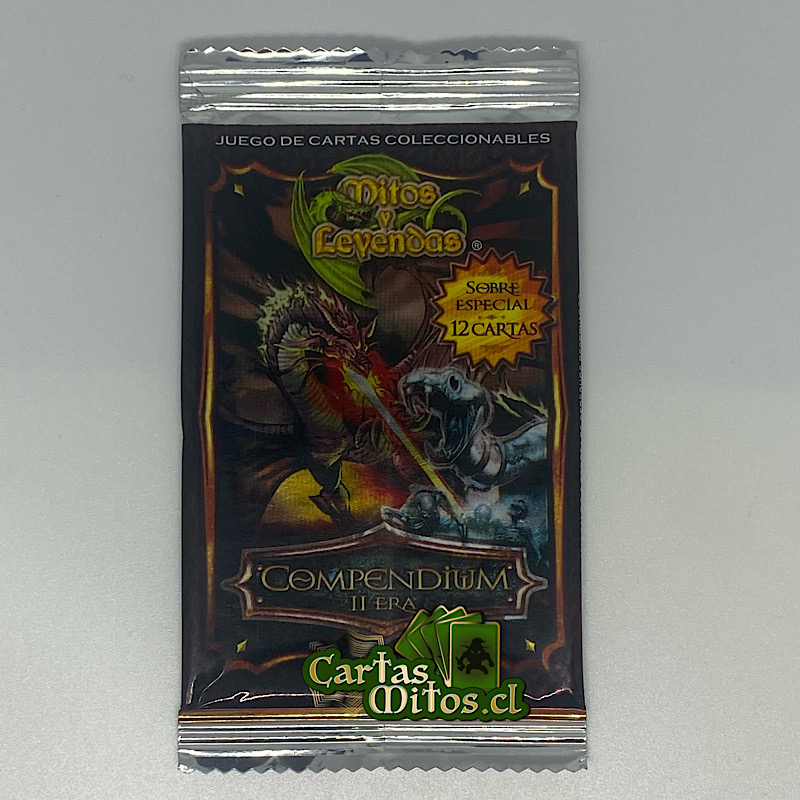 JUEGO DE CARTAS COLECCIONABLES
Mitos
y
Leyendas ®
SOBRE
ESPECIAL
12 CARTAS
COMPENDIUM
II ERA
Cartas
Mitos.cl